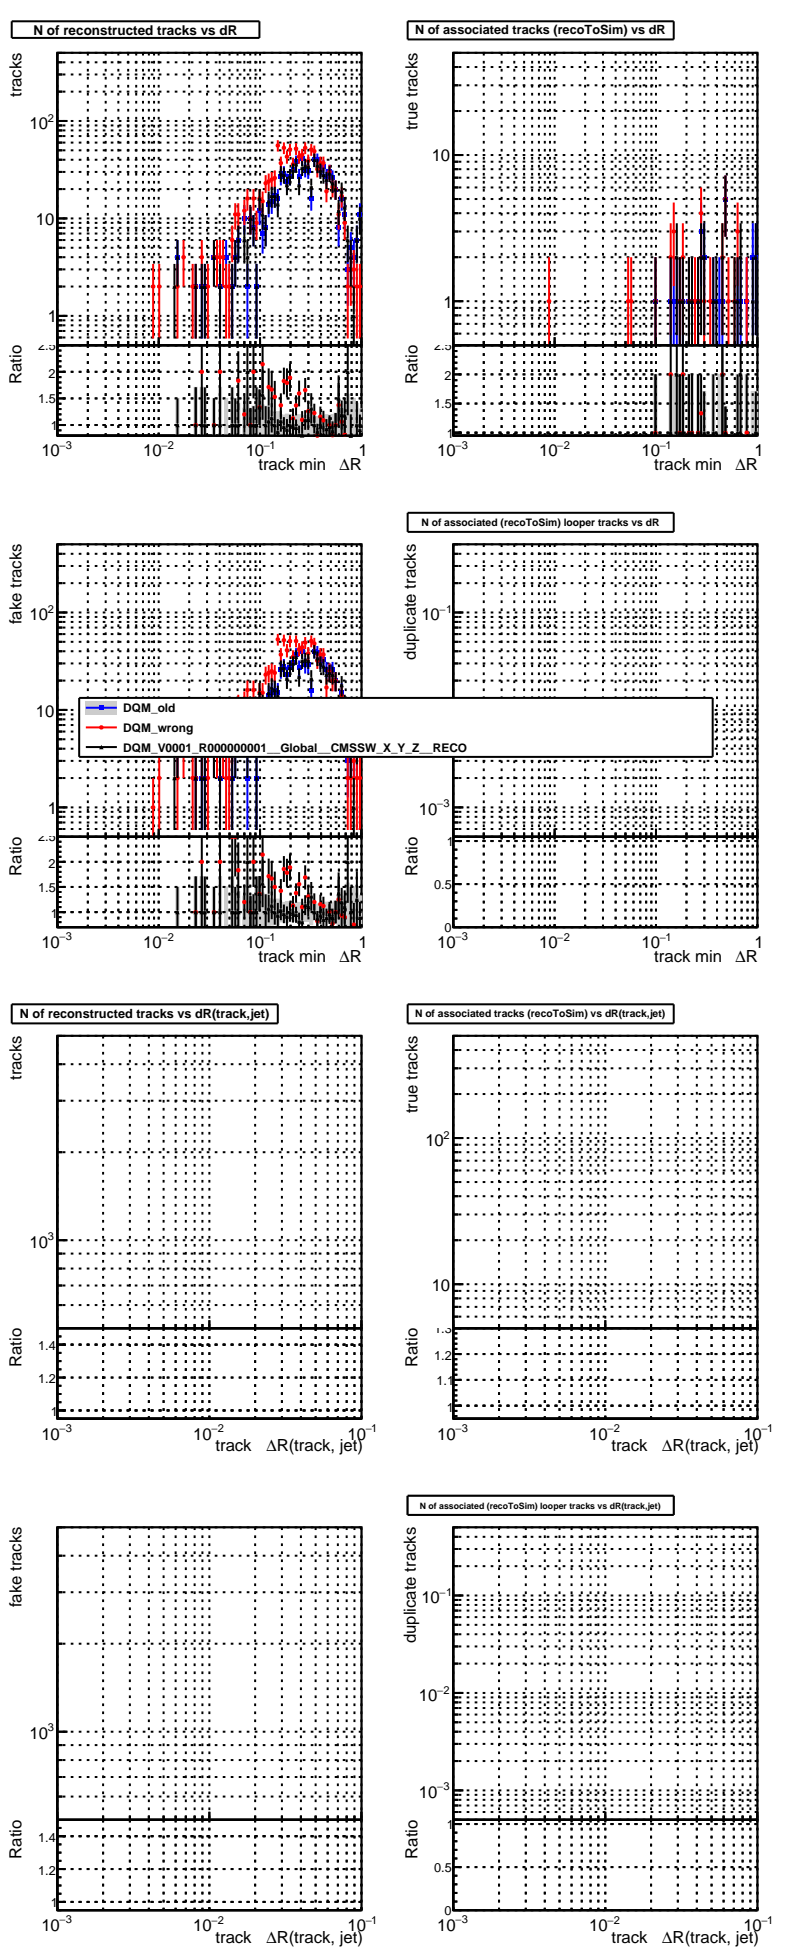 N of reconstructed tracks vs dR
tracks
10²
10
1
Ratio
2.5
2
1.5
1
10⁻³ 10⁻² 10⁻¹ 1
track min ΔR
N of associated tracks (recoToSim) vs dR
true tracks
10
1
Ratio
2.5
2
1.5
1
10⁻³ 10⁻² 10⁻¹ 1
track min ΔR
fake tracks
10²
10
1
Ratio
2.5
2
1.5
1
10⁻³ 10⁻² 10⁻¹ 1
track min ΔR
N of associated (recoToSim) looper tracks vs dR
duplicate tracks
10⁻¹
10⁻³
Ratio
1
0.5
0
10⁻³ 10⁻² 10⁻¹ 1
track min ΔR
DQM_old
DQM_wrong
DQM_V0001_R000000001__Global__CMSSW_X_Y_Z__RECO
N of reconstructed tracks vs dR(track,jet)
tracks
10³
Ratio
1.4
1.2
1
10⁻³ 10⁻² 10⁻¹
track ΔR(track, jet)
N of associated tracks (recoToSim) vs dR(track,jet)
true tracks
10²
10
Ratio
1.3
1.2
1.1
1
10⁻³ 10⁻² 10⁻¹
track ΔR(track, jet)
fake tracks
10³
Ratio
1.4
1.2
1
10⁻³ 10⁻² 10⁻¹
track ΔR(track, jet)
N of associated (recoToSim) looper tracks vs dR(track,jet)
duplicate tracks
10⁻¹
10⁻²
10⁻³
Ratio
1
0.5
0
10⁻³ 10⁻² 10⁻¹
track ΔR(track, jet)